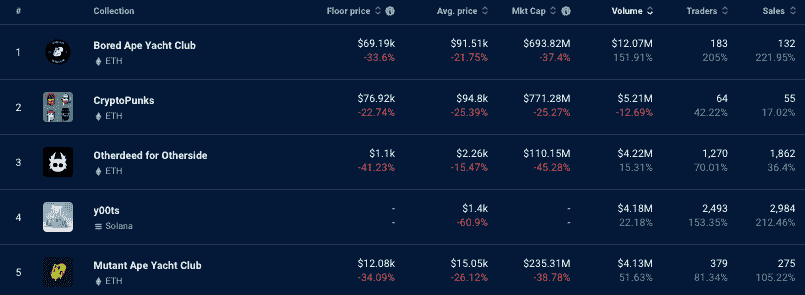 # Collection Floor price Avg. price Mkt Cap Volume Traders Sales
1 Bored Ape Yacht Club $69.19k $91.51k $693.82M $12.07M 183 132
ETH -33.6% -21.75% -37.4% 151.91% 205% 221.95%
2 CryptoPunks $76.92k $94.8k $771.28M $5.21M 64 55
ETH -22.74% -25.39% -25.27% -12.69% 42.22% 17.02%
3 Otherdeed for Otherside $1.1k $2.26k $110.15M $4.22M 1,270 1,862
ETH -41.23% -15.47% -45.28% 15.31% 70.01% 36.4%
4 y00ts - $1.4k - $4.18M 2,493 2,984
Solana - -60.9% - 22.18% 153.35% 212.46%
5 Mutant Ape Yacht Club $12.08k $15.05k $235.31M $4.13M 379 275
ETH -34.09% -26.12% -38.78% 51.63% 81.34% 105.22%